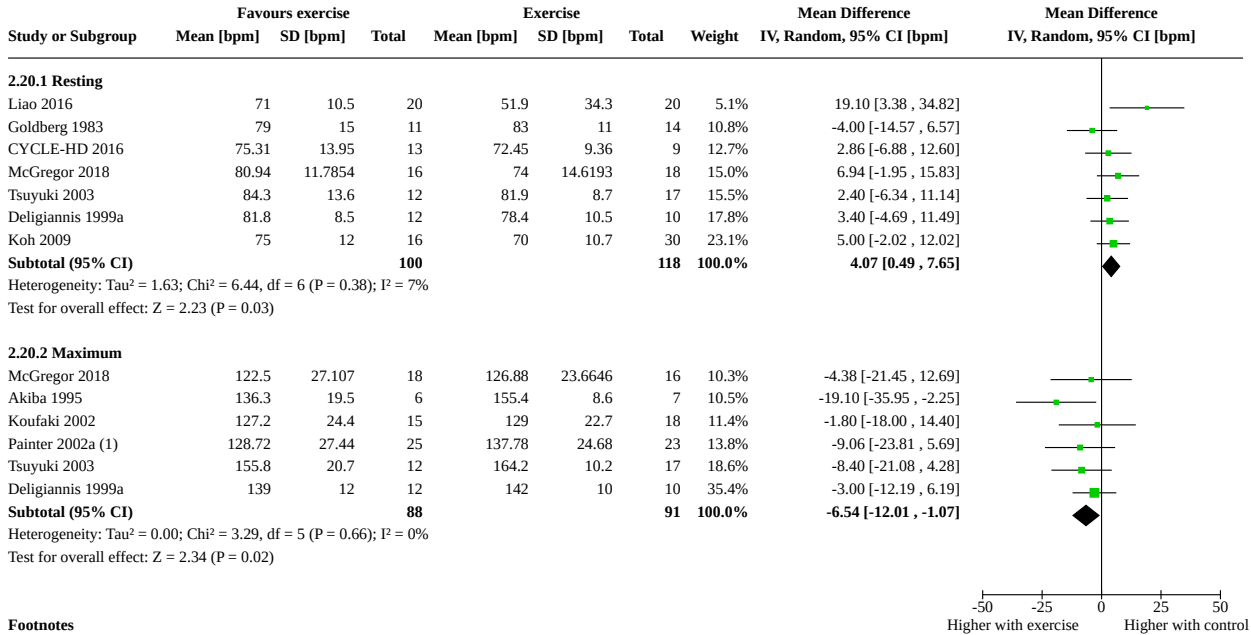 Favours exercise Exercise Mean Difference Mean Difference
Study or Subgroup Mean [bpm] SD [bpm] Total Mean [bpm] SD [bpm] Total Weight IV, Random, 95% CI [bpm] IV, Random, 95% CI [bpm]
2.20.1 Resting
Liao 2016 71 10.5 20 51.9 34.3 20 5.1% 19.10 [3.38 , 34.82]
Goldberg 1983 79 15 11 83 11 14 10.8% -4.00 [-14.57 , 6.57]
CYCLE-HD 2016 75.31 13.95 13 72.45 9.36 9 12.7% 2.86 [-6.88 , 12.60]
McGregor 2018 80.94 11.7854 16 74 14.6193 18 15.0% 6.94 [-1.95 , 15.83]
Tsuyuki 2003 84.3 13.6 12 81.9 8.7 17 15.5% 2.40 [-6.34 , 11.14]
Deligiannis 1999a 81.8 8.5 12 78.4 10.5 10 17.8% 3.40 [-4.69 , 11.49]
Koh 2009 75 12 16 70 10.7 30 23.1% 5.00 [-2.02 , 12.02]
Subtotal (95% CI) 100 118 100.0% 4.07 [0.49 , 7.65]
Heterogeneity: Tau² = 1.63; Chi² = 6.44, df = 6 (P = 0.38); I² = 7%
Test for overall effect: Z = 2.23 (P = 0.03)
2.20.2 Maximum
McGregor 2018 122.5 27.107 18 126.88 23.6646 16 10.3% -4.38 [-21.45 , 12.69]
Akiba 1995 136.3 19.5 6 155.4 8.6 7 10.5% -19.10 [-35.95 , -2.25]
Koufaki 2002 127.2 24.4 15 129 22.7 18 11.4% -1.80 [-18.00 , 14.40]
Painter 2002a (1) 128.72 27.44 25 137.78 24.68 23 13.8% -9.06 [-23.81 , 5.69]
Tsuyuki 2003 155.8 20.7 12 164.2 10.2 17 18.6% -8.40 [-21.08 , 4.28]
Deligiannis 1999a 139 12 12 142 10 10 35.4% -3.00 [-12.19 , 6.19]
Subtotal (95% CI) 88 91 100.0% -6.54 [-12.01 , -1.07]
Heterogeneity: Tau² = 0.00; Chi² = 3.29, df = 5 (P = 0.66); I² = 0%
Test for overall effect: Z = 2.34 (P = 0.02)
-50 -25 0 25 50
Footnotes Higher with exercise Higher with control